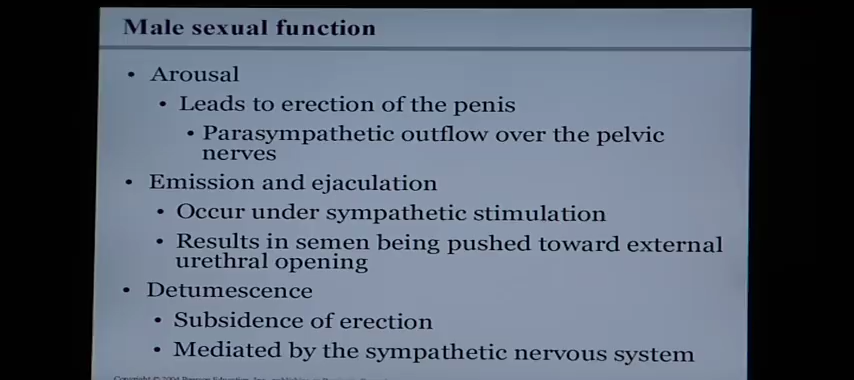 Male sexual function
• Arousal
• Leads to erection of the penis
• Parasympathetic outflow over the pelvic
nerves
• Emission and ejaculation
• Occur under sympathetic stimulation
• Results in semen being pushed toward external
urethral opening
• Detumescence
• Subsidence of erection
• Mediated by the sympathetic nervous system